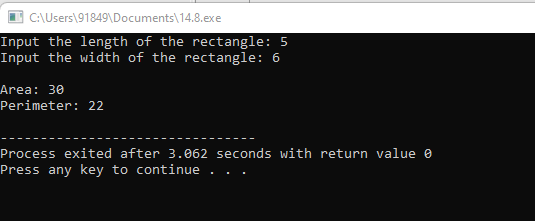 C:\Users\91849\Documents\14.8.exe
Input the length of the rectangle: 5
Input the width of the rectangle: 6
Area: 30
Perimeter: 22
--------------------------------
Process exited after 3.062 seconds with return value 0
Press any key to continue . . .